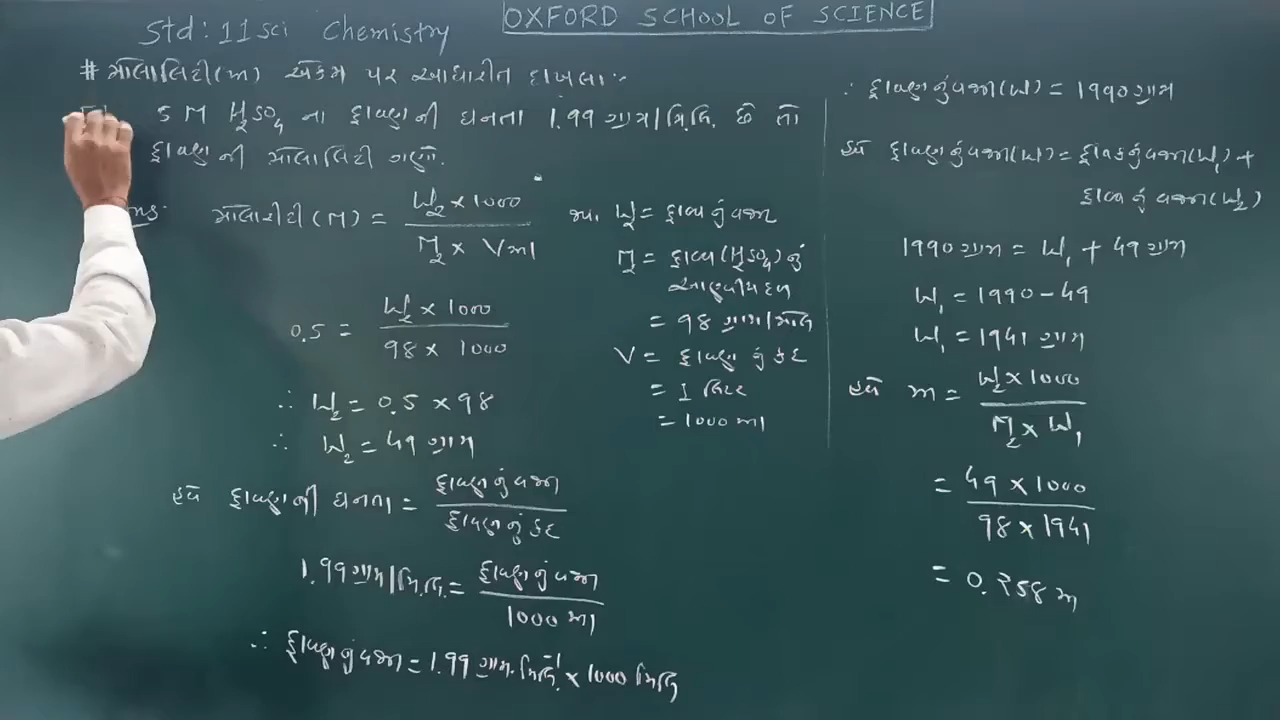 OXFORD SCHOOL OF SCIENCE
Std : 11 sci Chemistry
# મોલાલિટી (m) એકમ પર આધારીત દાખલા :-
5 M H₂SO₄ ના દ્રાવણની ઘનતા 1.99 ગ્રામ/મિ.લિ. છે તો
દ્રાવણની મોલાલિટી ગણો.
મોલારીટી (M) = W₂ × 1000 / M₂ × V ml
0.5 = W₂ × 1000 / 98 × 1000
∴ W₂ = 0.5 × 98
∴ W₂ = 49 ગ્રામ
હવે દ્રાવણની ઘનતા = દ્રાવણનું વજન / દ્રાવણનું કદ
1.99 ગ્રામ/મિ.લિ. = દ્રાવણનું વજન / 1000 ml
∴ દ્રાવણનું વજન = 1.99 ગ્રામ.મિલિ.⁻¹ × 1000 મિલિ
W₂ = દ્રાવ્યનું વજન
M₂ = દ્રાવ્ય (H₂SO₄) નું
આણ્વીયદળ
= 98 ગ્રામ/મોલ
V = દ્રાવણનું કદ
= 1 લિટર
= 1000 ml
∴ દ્રાવણનું વજન (W) = 1990 ગ્રામ
હવે દ્રાવણનું વજન (W) = દ્રાવકનું વજન (W₁) +
દ્રાવ્યનું વજન (W₂)
1990 ગ્રામ = W₁ + 49 ગ્રામ
W₁ = 1990 - 49
W₁ = 1941 ગ્રામ
હવે m = W₂ × 1000 / M₂ × W₁
= 49 × 1000 / 98 × 1941
= 0.258 m